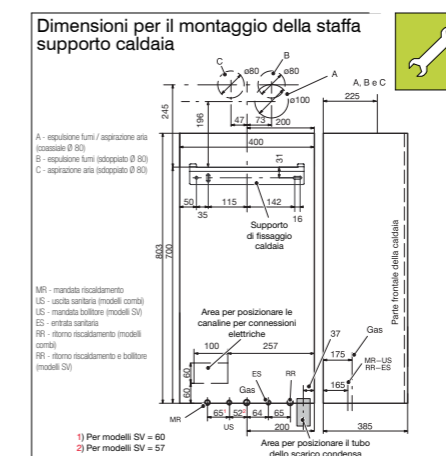 Dimensioni per il montaggio della staffa
supporto caldaia
C
B
ø80
ø80
A
A, B e C
ø100
225
245
196
47
73
200
400
A - espulsione fumi / aspirazione aria
(coassiale Ø 80)
B - espulsione fumi (sdoppiato Ø 80)
C - aspirazione aria (sdoppiato Ø 80)
31
50
115
142
35
16
Supporto
di fissaggio
caldaia
803
700
Parte frontale della caldaia
MR - mandata riscaldamento
US - uscita sanitaria (modelli combi)
US - mandata bollitore (modelli SV)
ES - entrata sanitaria
RR - ritorno riscaldamento (modelli
combi)
RR - ritorno riscaldamento e bollitore
(modelli SV)
Area per posizionare le
canaline per connessioni
elettriche
37
Gas
100
257
175
MR–US
RR–ES
60
ES
RR
165
60
Gas
MR
65¹
52²
64
65
US
200
385
1) Per modelli SV = 60
2) Per modelli SV = 57
Area per posizionare il tubo
dello scarico condensa